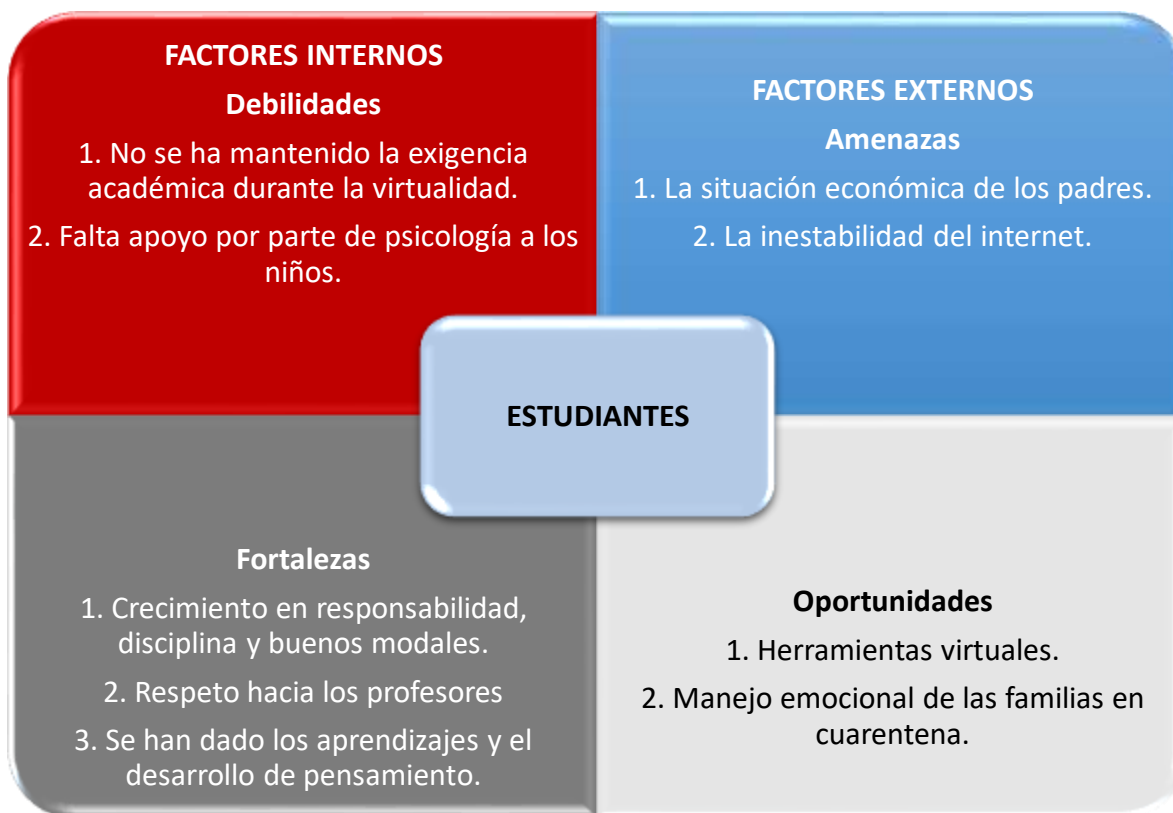 FACTORES INTERNOS
Debilidades
1. No se ha mantenido la exigencia
académica durante la virtualidad.
2. Falta apoyo por parte de psicología a los
niños.
FACTORES EXTERNOS
Amenazas
1. La situación económica de los padres.
2. La inestabilidad del internet.
ESTUDIANTES
Fortalezas
1. Crecimiento en responsabilidad,
disciplina y buenos modales.
2. Respeto hacia los profesores
3. Se han dado los aprendizajes y el
desarrollo de pensamiento.
Oportunidades
1. Herramientas virtuales.
2. Manejo emocional de las familias en
cuarentena.